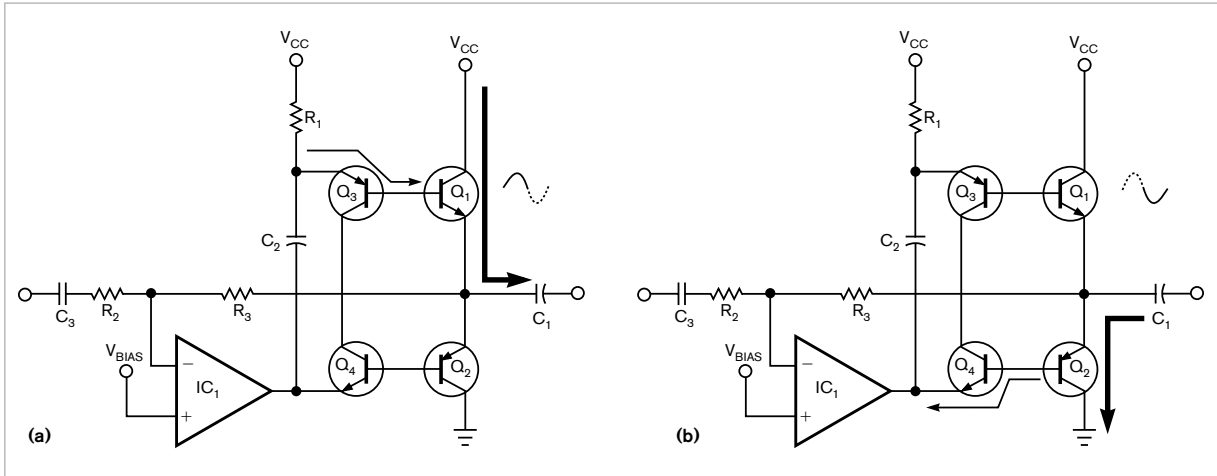 V_CC
V_CC
R_1
Q_3
Q_1
C_2
C_3
R_2
R_3
C_1
V_BIAS
−
+
IC_1
Q_4
Q_2
(a)
V_CC
V_CC
R_1
Q_3
Q_1
C_2
C_3
R_2
R_3
C_1
V_BIAS
−
+
IC_1
Q_4
Q_2
(b)